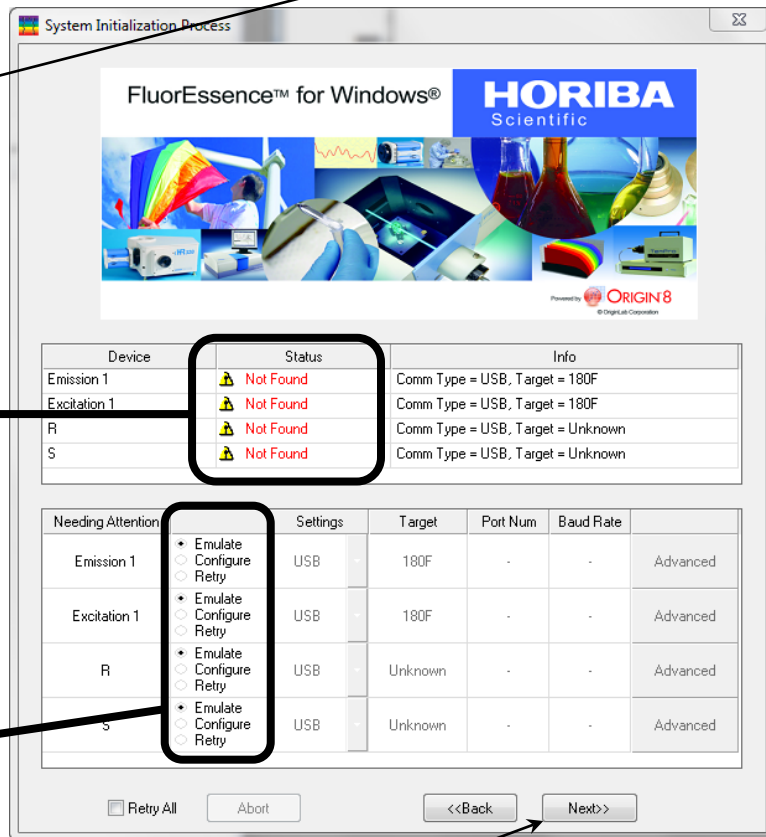 System Initialization Process
FluorEssence™ for Windows®
HORIBA
Scientific
Powered by ORIGIN 8
© OriginLab Corporation
Device Status Info
Emission 1 Not Found Comm Type = USB, Target = 180F
Excitation 1 Not Found Comm Type = USB, Target = 180F
R Not Found Comm Type = USB, Target = Unknown
S Not Found Comm Type = USB, Target = Unknown
Needing Attention Settings Target Port Num Baud Rate
Emulate
Emission 1 Configure USB 180F - - Advanced
Retry
Emulate
Excitation 1 Configure USB 180F - - Advanced
Retry
Emulate
R Configure USB Unknown - - Advanced
Retry
Emulate
S Configure USB Unknown - - Advanced
Retry
Retry All Abort <<Back Next>>